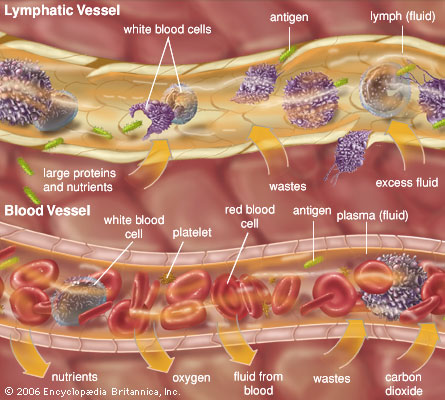 Lymphatic Vessel
white blood cells
antigen
lymph (fluid)
large proteins
and nutrients
wastes
excess fluid
Blood Vessel
white blood
cell
platelet
red blood
cell
antigen
plasma (fluid)
nutrients
oxygen
fluid from
blood
wastes
carbon
dioxide
© 2006 Encyclopædia Britannica, Inc.